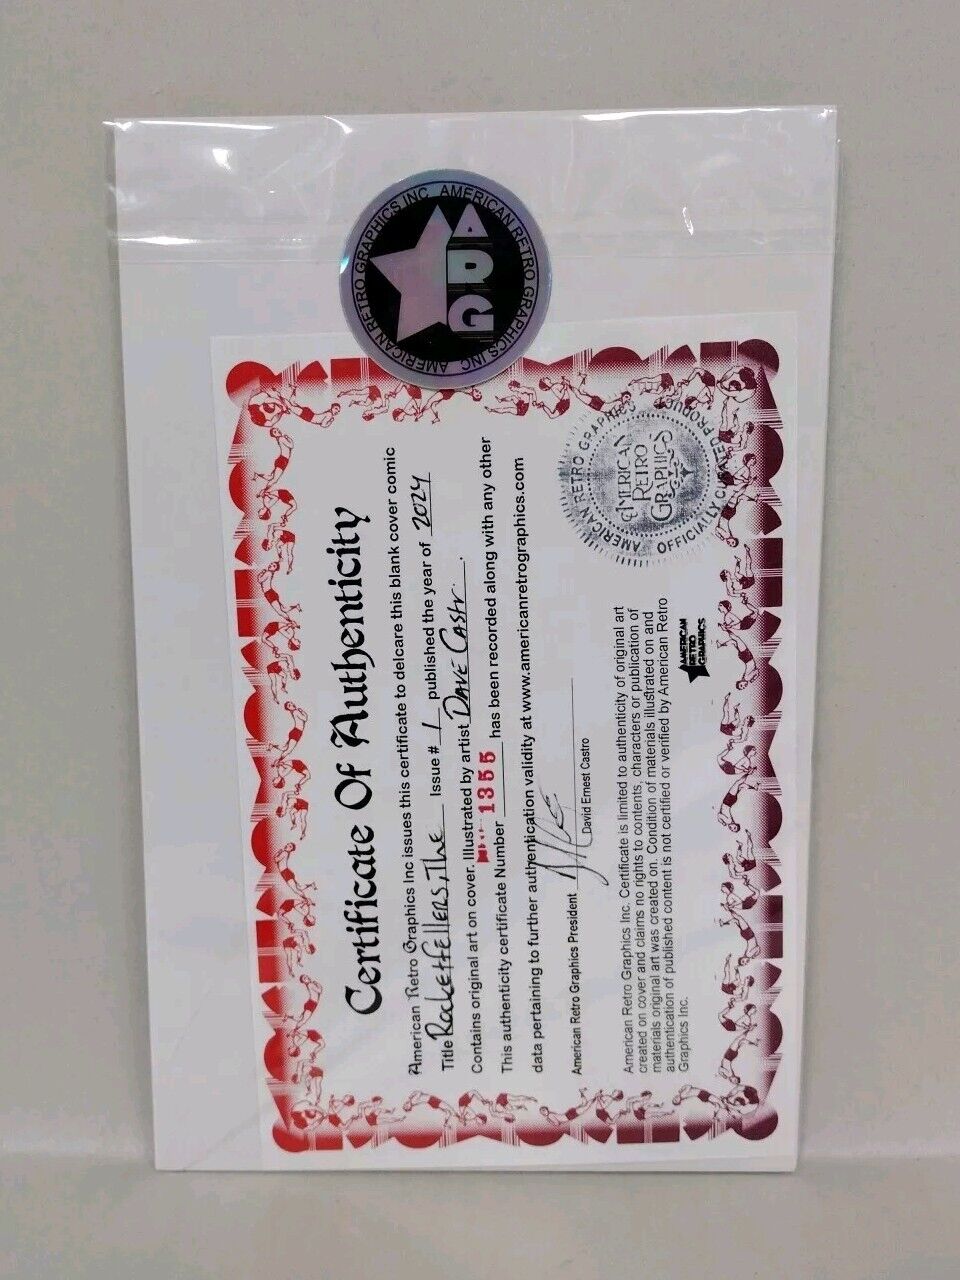 AMERICAN RETRO GRAPHICS INC AMERICAN RETRO GRAPHICS INC
ARG
Certificate Of Authenticity
American Retro Graphics Inc issues this certificate to delcare this blank cover comic
Title Rocketfellers, The Issue # 1 published the year of 2024
Contains original art on cover. Illustrated by artist Dave Castr.
This authenticity certificate Number 1355 has been recorded along with any other
data pertaining to further authentication validity at www.americanretrographics.com
American Retro Graphics President
David Ernest Castro
American Retro Graphics Inc. Certificate is limited to authenticity of original art
created on cover and claims no rights to contents, characters or publication of
materials original art was created on. Condition of materials illustrated on and
authentication of published content is not certified or verified by American Retro
Graphics Inc.
AMERICAN
RETRO
GRAPHICS
AMERICAN RETRO GRAPHICS
OFFICIALLY CURATED PRODUCT
AMERICAN
RETRO
GRAPHICS